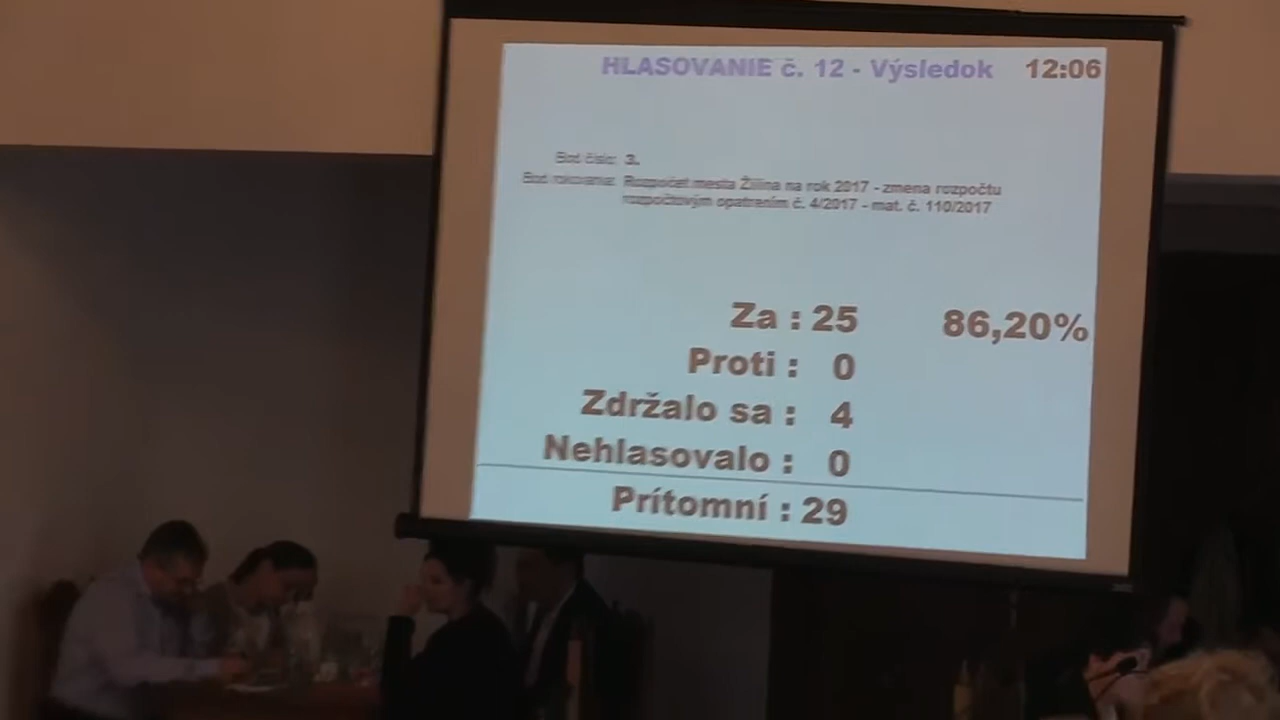 HLASOVANIE č. 12 - Výsledok 12:06
Bod číslo: 3.
Bod rokovania: Rozpočet mesta Žilina na rok 2017 - zmena rozpočtu
rozpočtovým opatrením č. 4/2017 - mat. č. 110/2017
Za : 25 86,20%
Proti : 0
Zdržalo sa : 4
Nehlasovalo : 0
Prítomní : 29